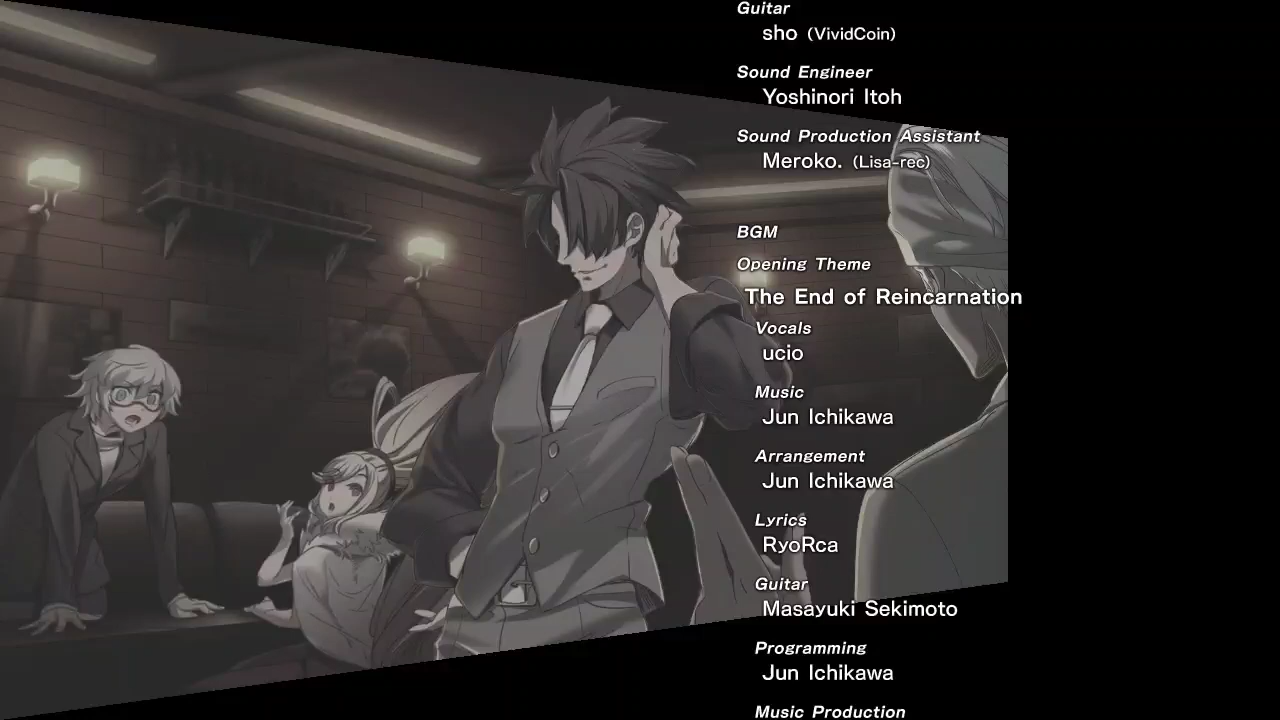 Guitar
sho (VividCoin)
Sound Engineer
Yoshinori Itoh
Sound Production Assistant
Meroko. (Lisa-rec)
BGM
Opening Theme
The End of Reincarnation
Vocals
ucio
Music
Jun Ichikawa
Arrangement
Jun Ichikawa
Lyrics
RyoRca
Guitar
Masayuki Sekimoto
Programming
Jun Ichikawa
Music Production